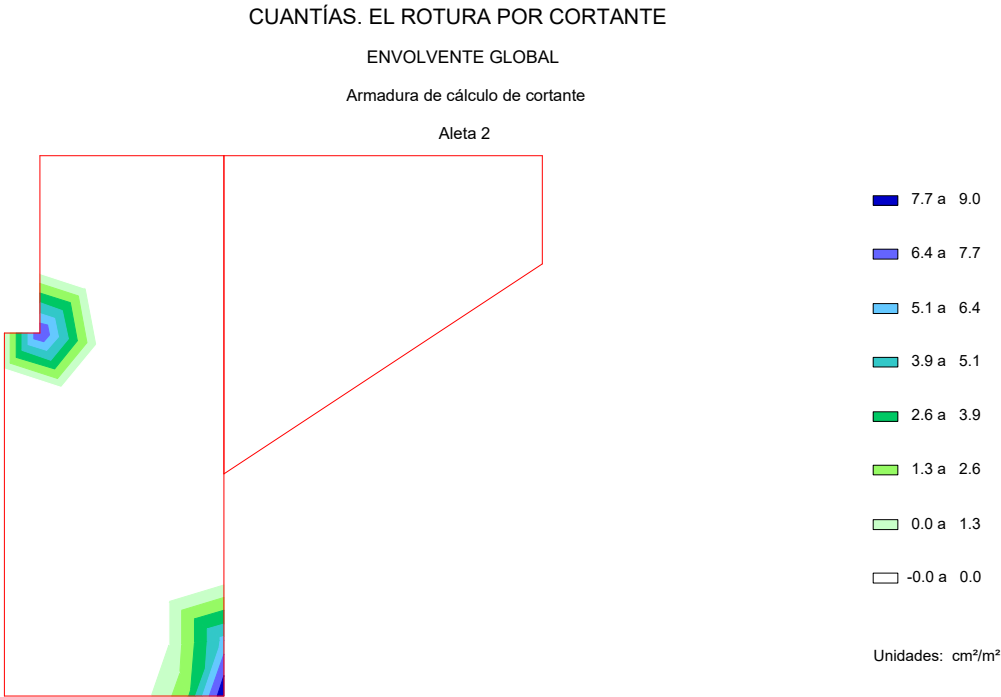 CUANTÍAS. EL ROTURA POR CORTANTE
ENVOLVENTE GLOBAL
Armadura de cálculo de cortante
Aleta 2
7.7 a 9.0
6.4 a 7.7
5.1 a 6.4
3.9 a 5.1
2.6 a 3.9
1.3 a 2.6
0.0 a 1.3
-0.0 a 0.0
Unidades: cm²/m²